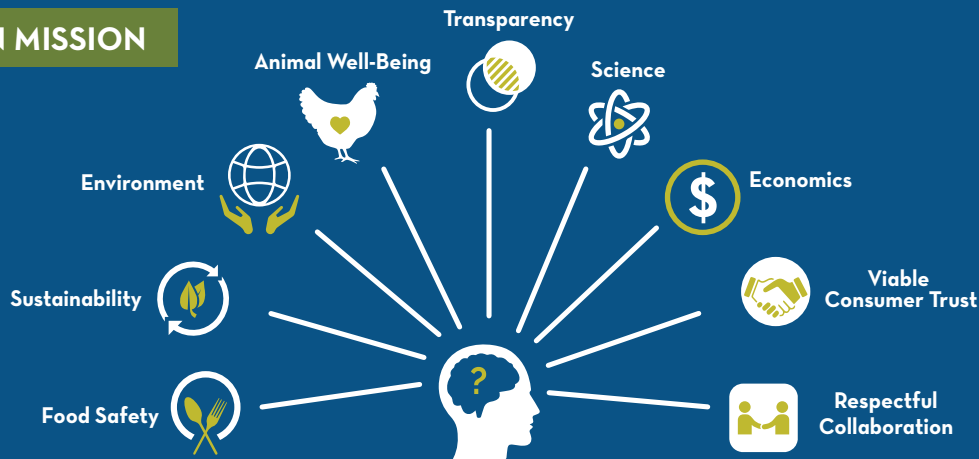 MISSION
Transparency
Animal Well-Being
Science
Environment
Economics
Sustainability
Viable
Consumer Trust
Food Safety
Respectful
Collaboration
$
?